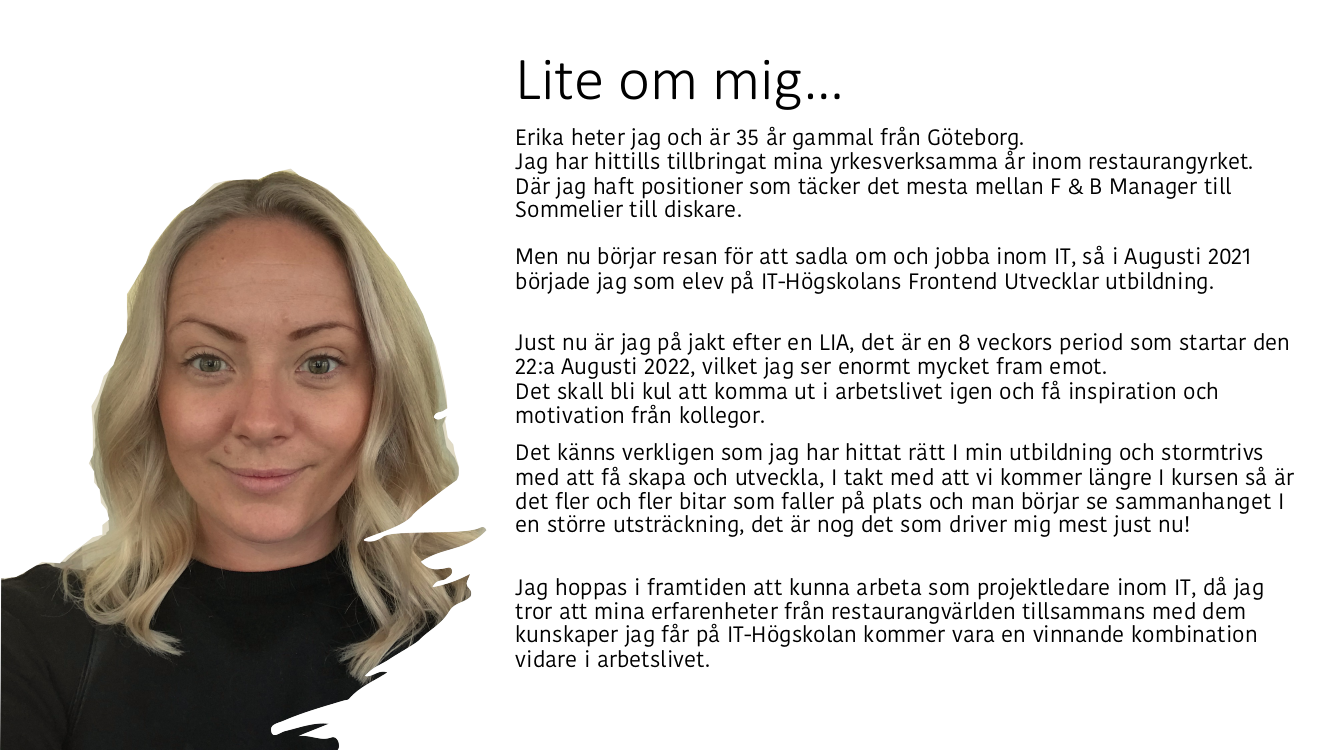 Lite om mig...
Erika heter jag och är 35 år gammal från Göteborg.
Jag har hittills tillbringat mina yrkesverksamma år inom restaurangyrket.
Där jag haft positioner som täcker det mesta mellan F & B Manager till
Sommelier till diskare.
Men nu börjar resan för att sadla om och jobba inom IT, så i Augusti 2021
började jag som elev på IT-Högskolans Frontend Utvecklar utbildning.
Just nu är jag på jakt efter en LIA, det är en 8 veckors period som startar den
22:a Augusti 2022, vilket jag ser enormt mycket fram emot.
Det skall bli kul att komma ut i arbetslivet igen och få inspiration och
motivation från kollegor.
Det känns verkligen som jag har hittat rätt I min utbildning och stormtrivs
med att få skapa och utveckla, I takt med att vi kommer längre I kursen så är
det fler och fler bitar som faller på plats och man börjar se sammanhanget I
en större utsträckning, det är nog det som driver mig mest just nu!
Jag hoppas i framtiden att kunna arbeta som projektledare inom IT, då jag
tror att mina erfarenheter från restaurangvärlden tillsammans med dem
kunskaper jag får på IT-Högskolan kommer vara en vinnande kombination
vidare i arbetslivet.